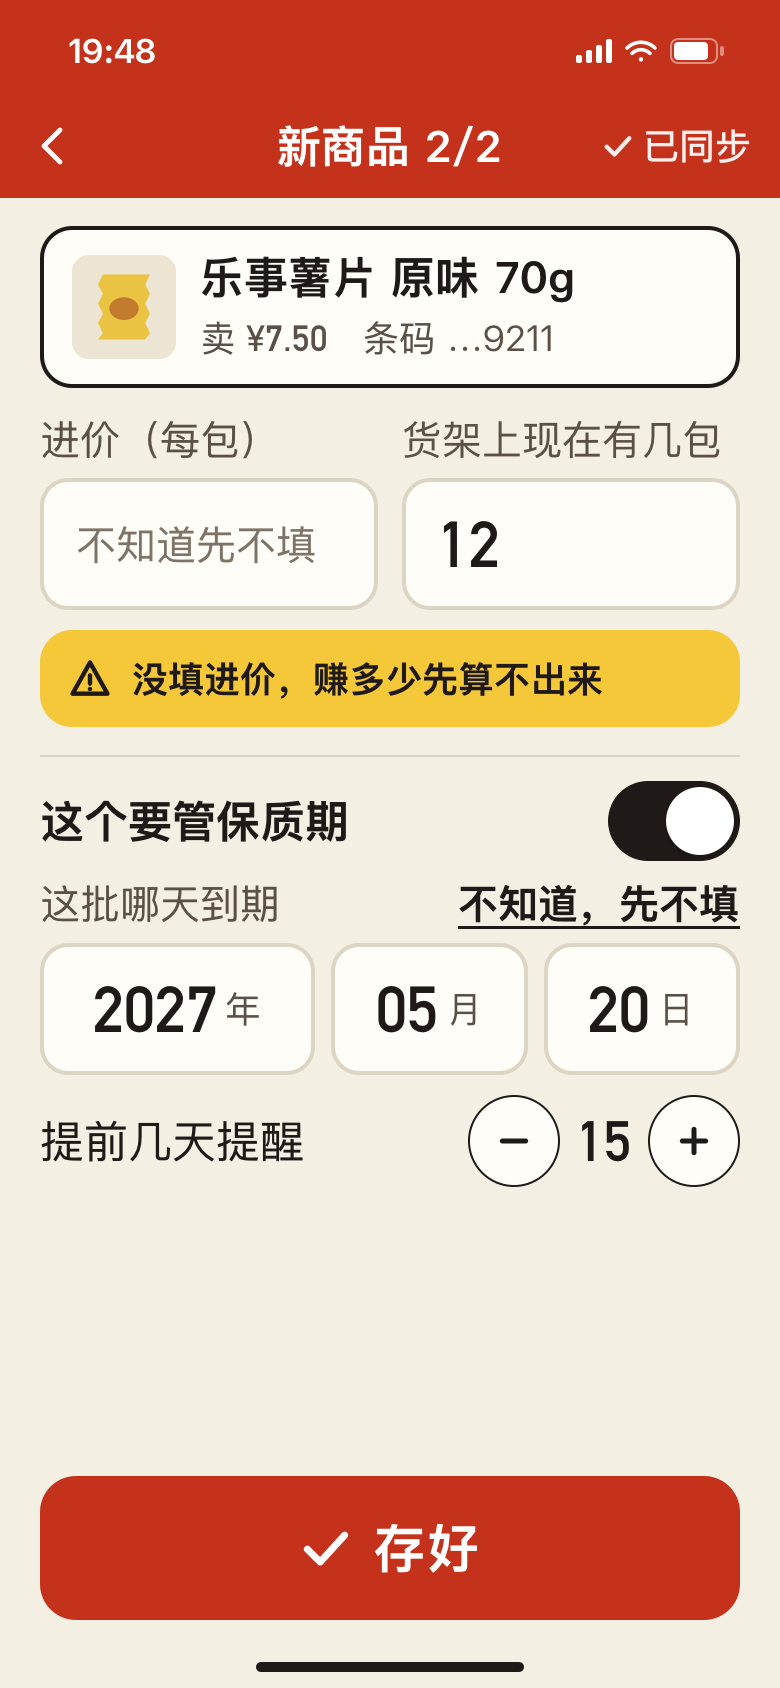 19:48
新商品 2/2
已同步
乐事薯片 原味 70g
卖 ¥7.50 条码 …9211
进价（每包）
货架上现在有几包
不知道先不填
12
没填进价，赚多少先算不出来
这个要管保质期
这批哪天到期
不知道，先不填
2027 年
05 月
20 日
提前几天提醒
15
存好